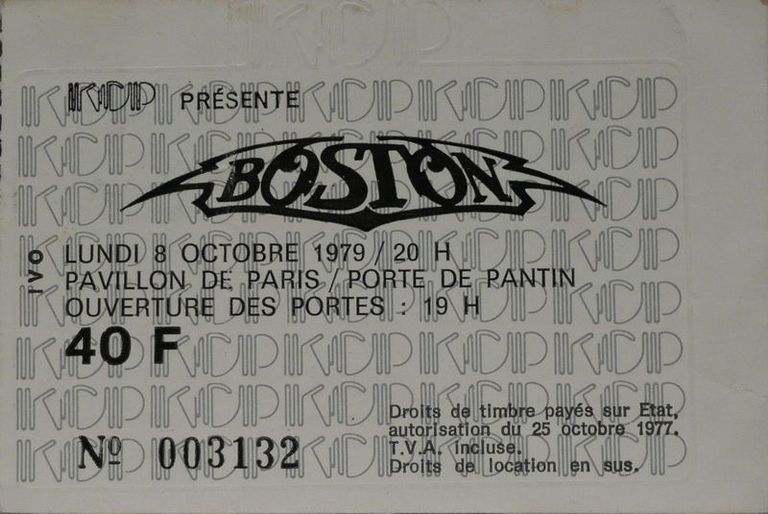 KCP PRÉSENTE
BOSTON
LUNDI 8 OCTOBRE 1979 / 20 H
PAVILLON DE PARIS / PORTE DE PANTIN
OUVERTURE DES PORTES : 19 H
40 F
IVO
Droits de timbre payés sur Etat,
autorisation du 25 octobre 1977.
T.V.A. incluse.
Droits de location en sus.
Nº 003132